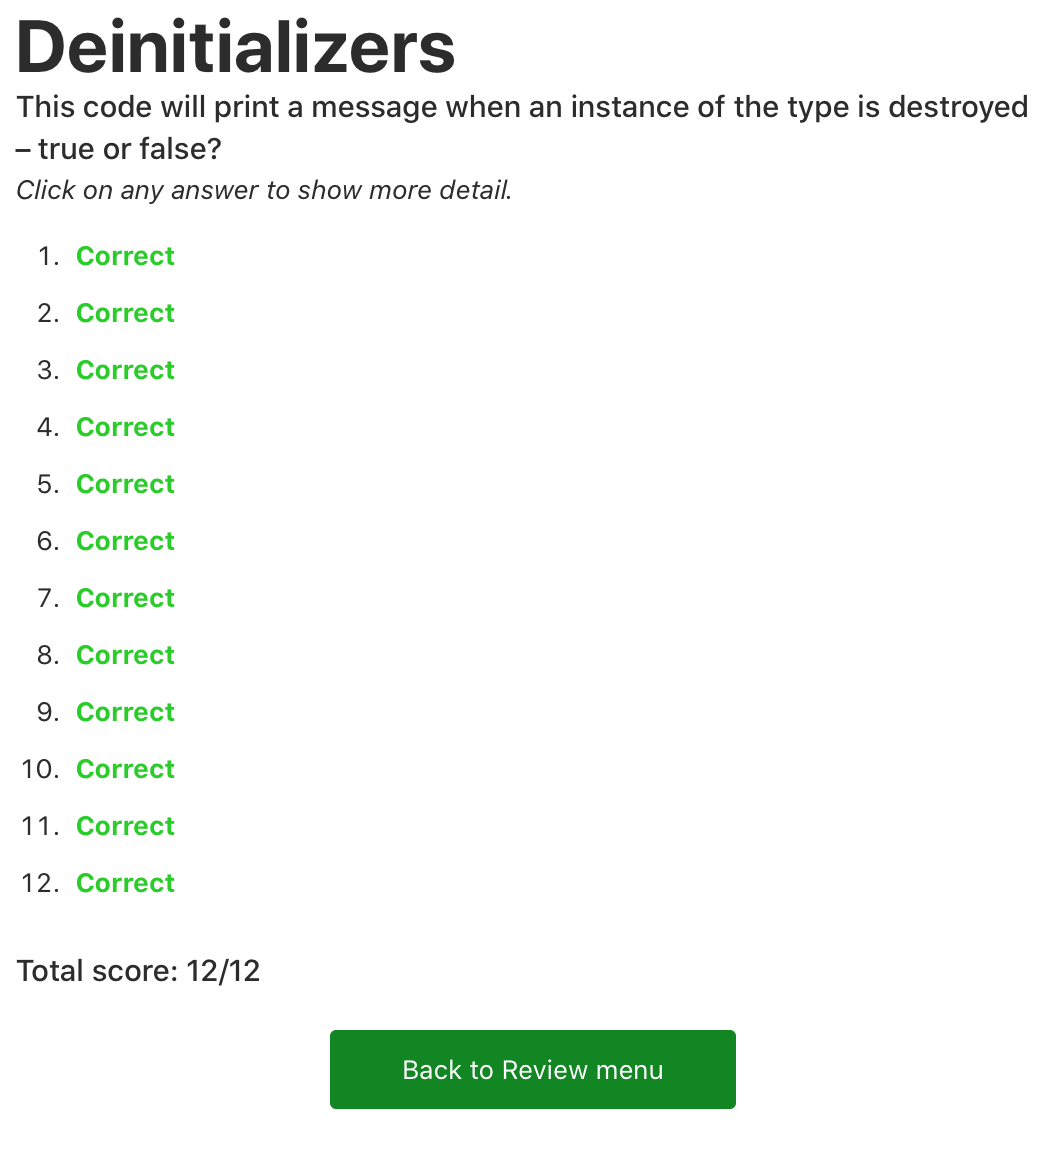 Deinitializers
This code will print a message when an instance of the type is destroyed
– true or false?
Click on any answer to show more detail.
1. Correct
2. Correct
3. Correct
4. Correct
5. Correct
6. Correct
7. Correct
8. Correct
9. Correct
10. Correct
11. Correct
12. Correct
Total score: 12/12
Back to Review menu